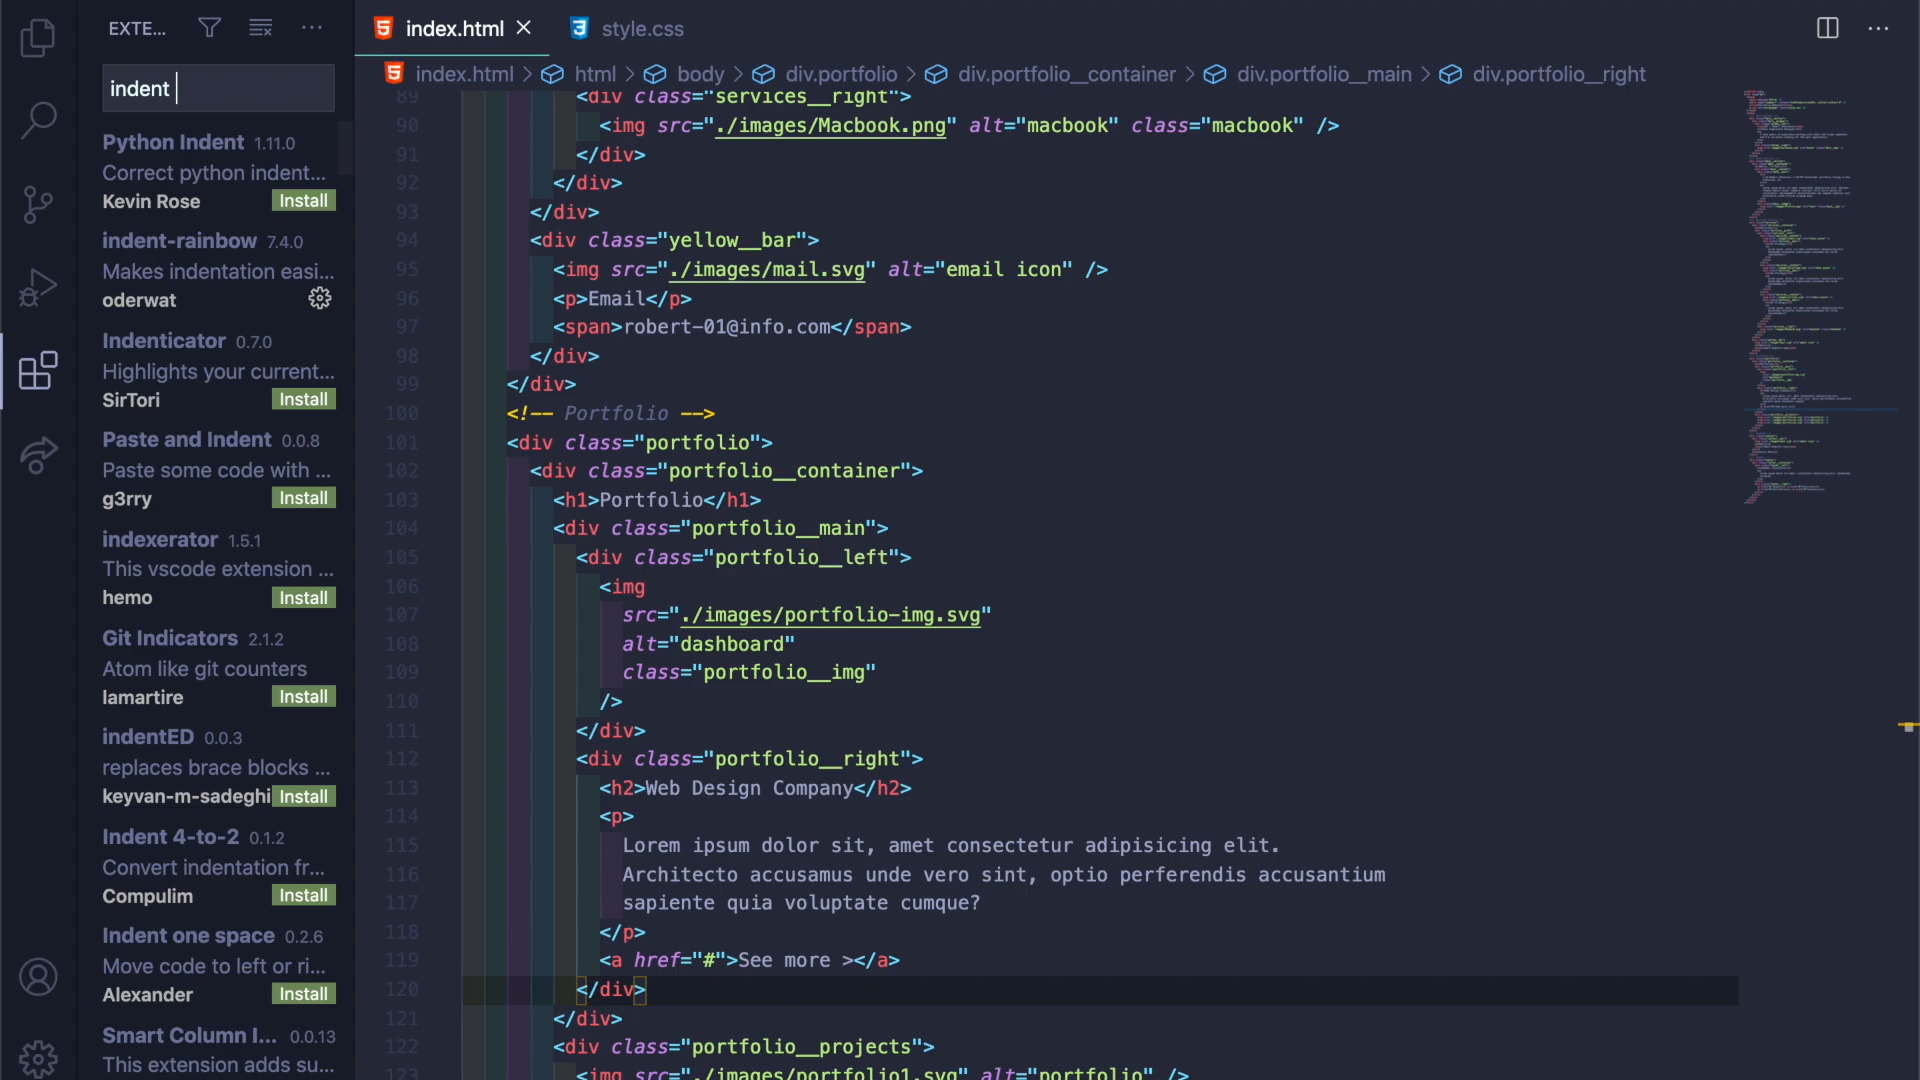 EXTE...
index.html
style.css
index.html > html > body > div.portfolio > div.portfolio__container > div.portfolio__main > div.portfolio__right
indent
Python Indent 1.11.0
Correct python indent...
Kevin Rose Install
indent-rainbow 7.4.0
Makes indentation easi...
oderwat
Indenticator 0.7.0
Highlights your current...
SirTori Install
Paste and Indent 0.0.8
Paste some code with ...
g3rry Install
indexerator 1.5.1
This vscode extension ...
hemo Install
Git Indicators 2.1.2
Atom like git counters
lamartire Install
indentED 0.0.3
replaces brace blocks ...
keyvan-m-sadeghi Install
Indent 4-to-2 0.1.2
Convert indentation fr...
Compulim Install
Indent one space 0.2.6
Move code to left or ri...
Alexander Install
Smart Column I... 0.0.13
This extension adds su...
89 <div class="services__right">
90 <img src="./images/Macbook.png" alt="macbook" class="macbook" />
91 </div>
92 </div>
93 </div>
94 <div class="yellow__bar">
95 <img src="./images/mail.svg" alt="email icon" />
96 <p>Email</p>
97 <span>robert-01@info.com</span>
98 </div>
99 </div>
100 <!-- Portfolio -->
101 <div class="portfolio">
102 <div class="portfolio__container">
103 <h1>Portfolio</h1>
104 <div class="portfolio__main">
105 <div class="portfolio__left">
106 <img
107 src="./images/portfolio-img.svg"
108 alt="dashboard"
109 class="portfolio__img"
110 />
111 </div>
112 <div class="portfolio__right">
113 <h2>Web Design Company</h2>
114 <p>
115 Lorem ipsum dolor sit, amet consectetur adipisicing elit.
116 Architecto accusamus unde vero sint, optio perferendis accusantium
117 sapiente quia voluptate cumque?
118 </p>
119 <a href="#">See more ></a>
120 </div>
121 </div>
122 <div class="portfolio__projects">
123 <img src="./images/portfolio1.svg" alt="portfolio" />